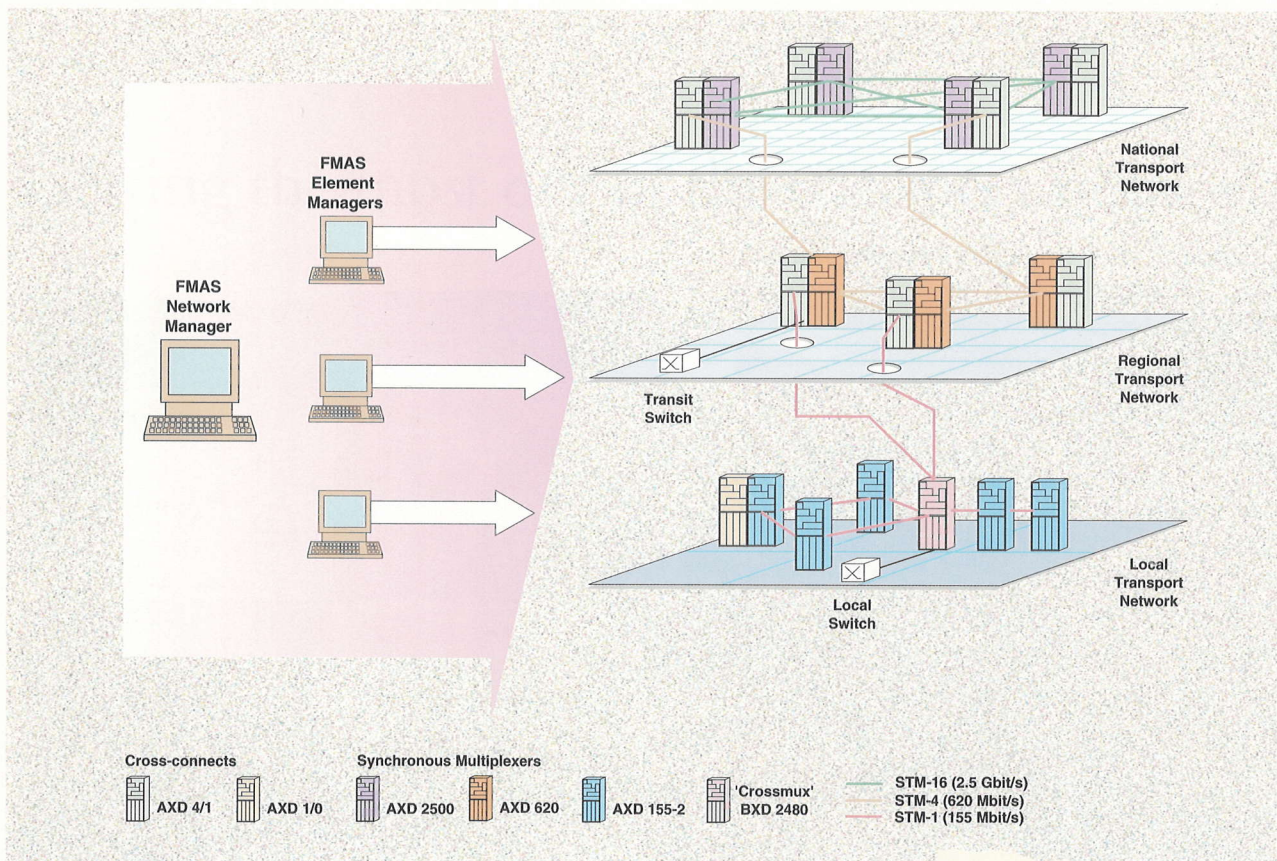 FMAS
Element
Managers
FMAS
Network
Manager
National
Transport
Network
Transit
Switch
Regional
Transport
Network
Local
Switch
Local
Transport
Network
Cross-connects
AXD 4/1
AXD 1/0
Synchronous Multiplexers
AXD 2500
AXD 620
AXD 155-2
'Crossmux'
BXD 2480
STM-16 (2.5 Gbit/s)
STM-4 (620 Mbit/s)
STM-1 (155 Mbit/s)